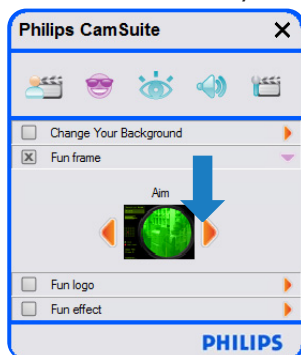 Philips CamSuite
Change Your Background
Fun frame
Aim
Fun logo
Fun effect
PHILIPS